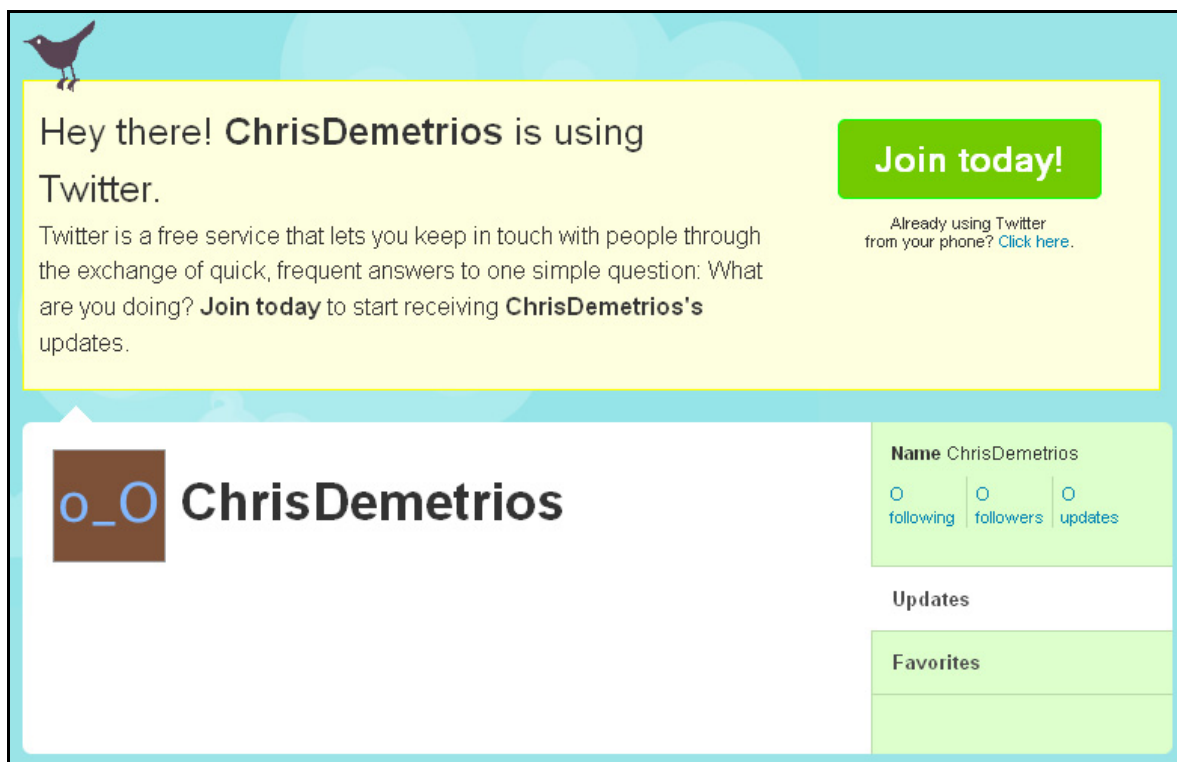 Hey there! ChrisDemetrios is using
Twitter.
Twitter is a free service that lets you keep in touch with people through
the exchange of quick, frequent answers to one simple question: What
are you doing? Join today to start receiving ChrisDemetrios's
updates.
Join today!
Already using Twitter
from your phone? Click here.
o_O ChrisDemetrios
Name ChrisDemetrios
0 0 0
following followers updates
Updates
Favorites